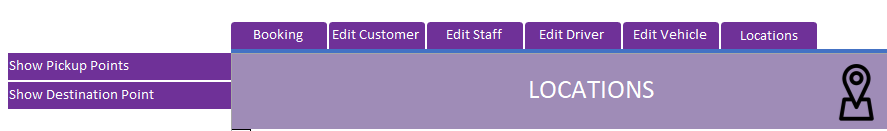 Booking
Edit Customer
Edit Staff
Edit Driver
Edit Vehicle
Locations
Show Pickup Points
Show Destination Point
LOCATIONS